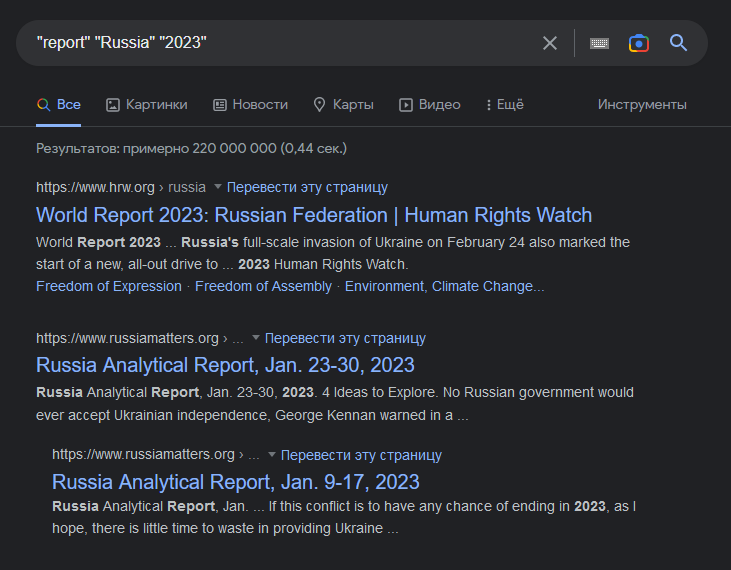 "report" "Russia" "2023"
Все Картинки Новости Карты Видео Ещё Инструменты
Результатов: примерно 220 000 000 (0,44 сек.)
https://www.hrw.org › russia Перевести эту страницу
World Report 2023: Russian Federation | Human Rights Watch
World Report 2023 ... Russia's full-scale invasion of Ukraine on February 24 also marked the
start of a new, all-out drive to ... 2023 Human Rights Watch.
Freedom of Expression · Freedom of Assembly · Environment, Climate Change...
https://www.russiamatters.org › ... Перевести эту страницу
Russia Analytical Report, Jan. 23-30, 2023
Russia Analytical Report, Jan. 23-30, 2023. 4 Ideas to Explore. No Russian government would
ever accept Ukrainian independence, George Kennan warned in a ...
https://www.russiamatters.org › ... Перевести эту страницу
Russia Analytical Report, Jan. 9-17, 2023
Russia Analytical Report, Jan. ... If this conflict is to have any chance of ending in 2023, as I
hope, there is little time to waste in providing Ukraine ...